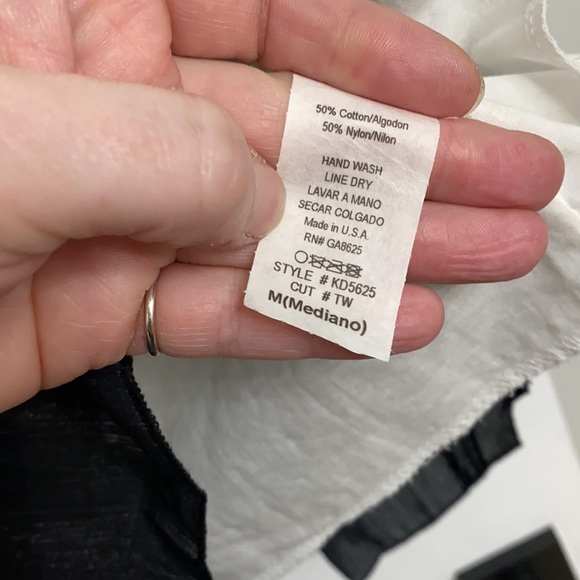 50% Cotton/Algodon
50% Nylon/Nilon
HAND WASH
LINE DRY
LAVAR A MANO
SECAR COLGADO
Made in U.S.A.
RN# GA8625
STYLE # KD5625
CUT # TW
M(Mediano)